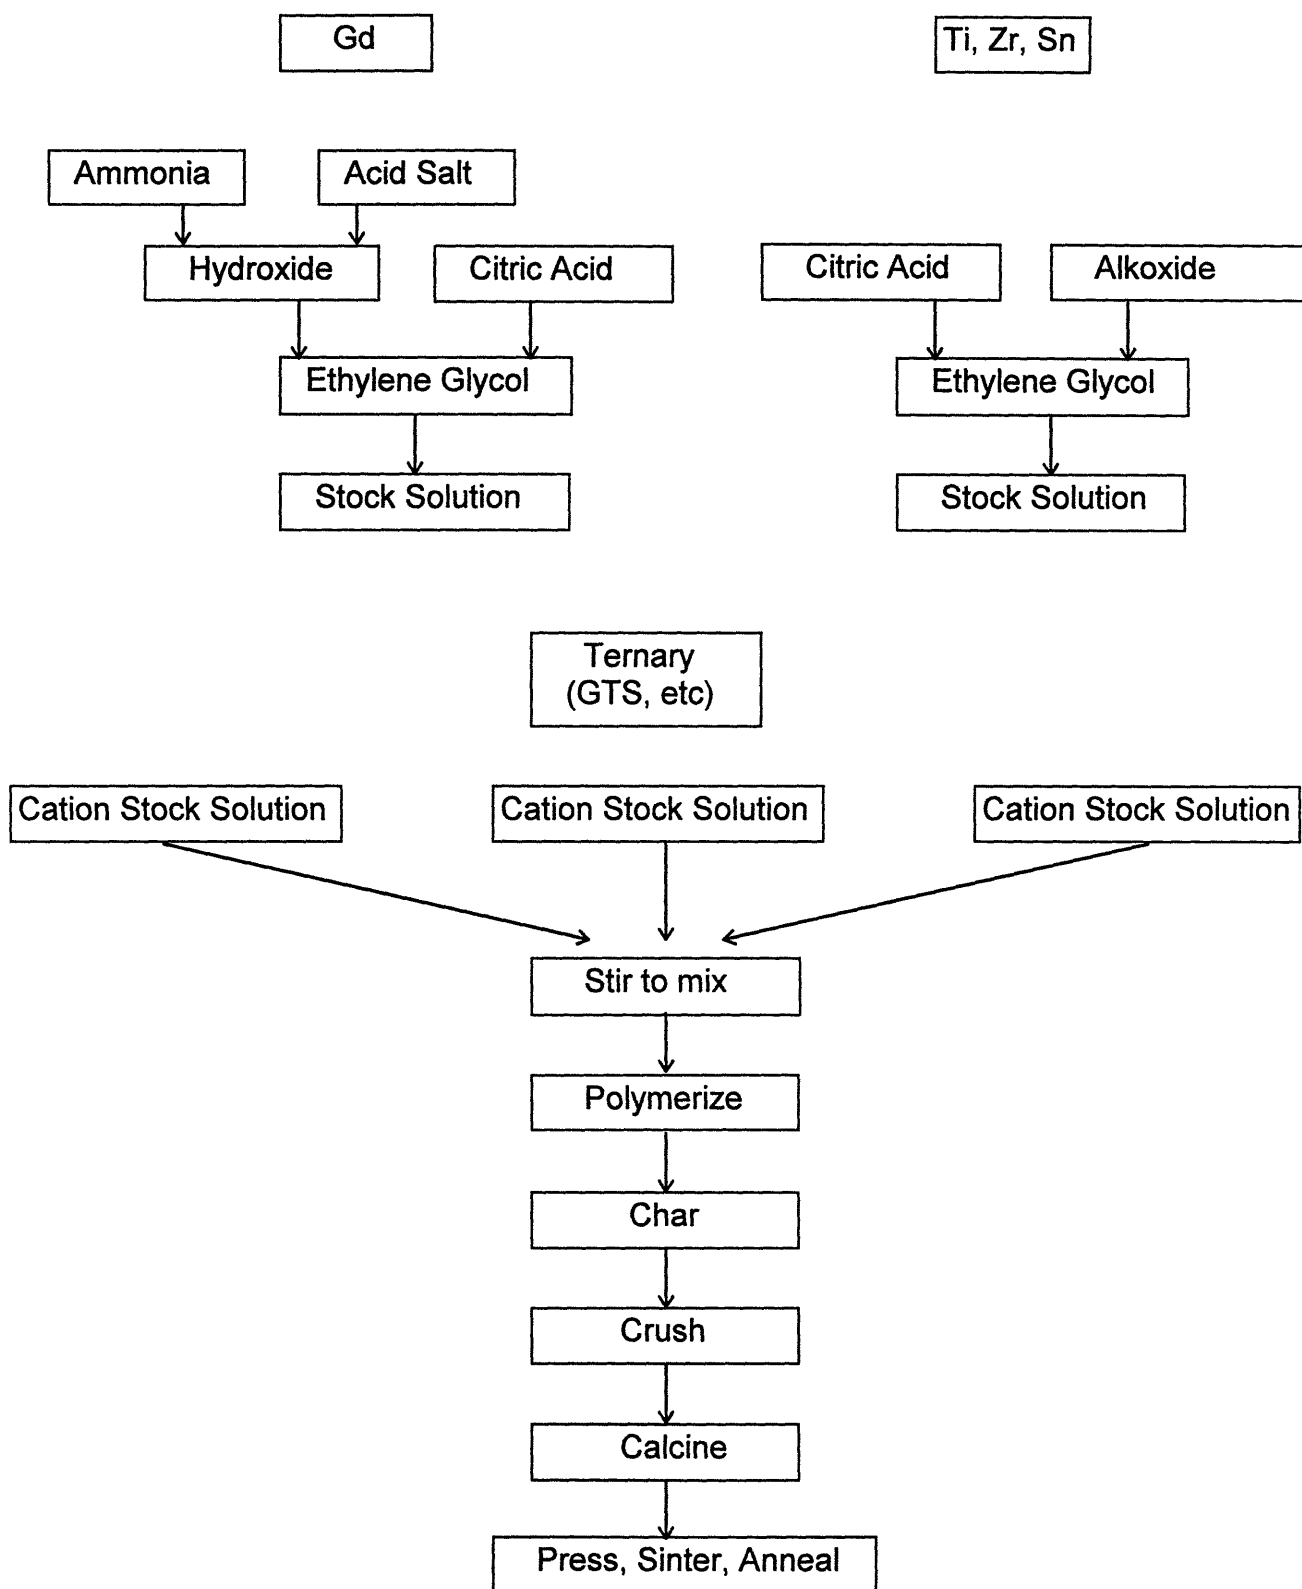 Gd
Ti, Zr, Sn
Ammonia
Acid Salt
Hydroxide
Citric Acid
Citric Acid
Alkoxide
Ethylene Glycol
Ethylene Glycol
Stock Solution
Stock Solution
Ternary
(GTS, etc)
Cation Stock Solution
Cation Stock Solution
Cation Stock Solution
Stir to mix
Polymerize
Char
Crush
Calcine
Press, Sinter, Anneal